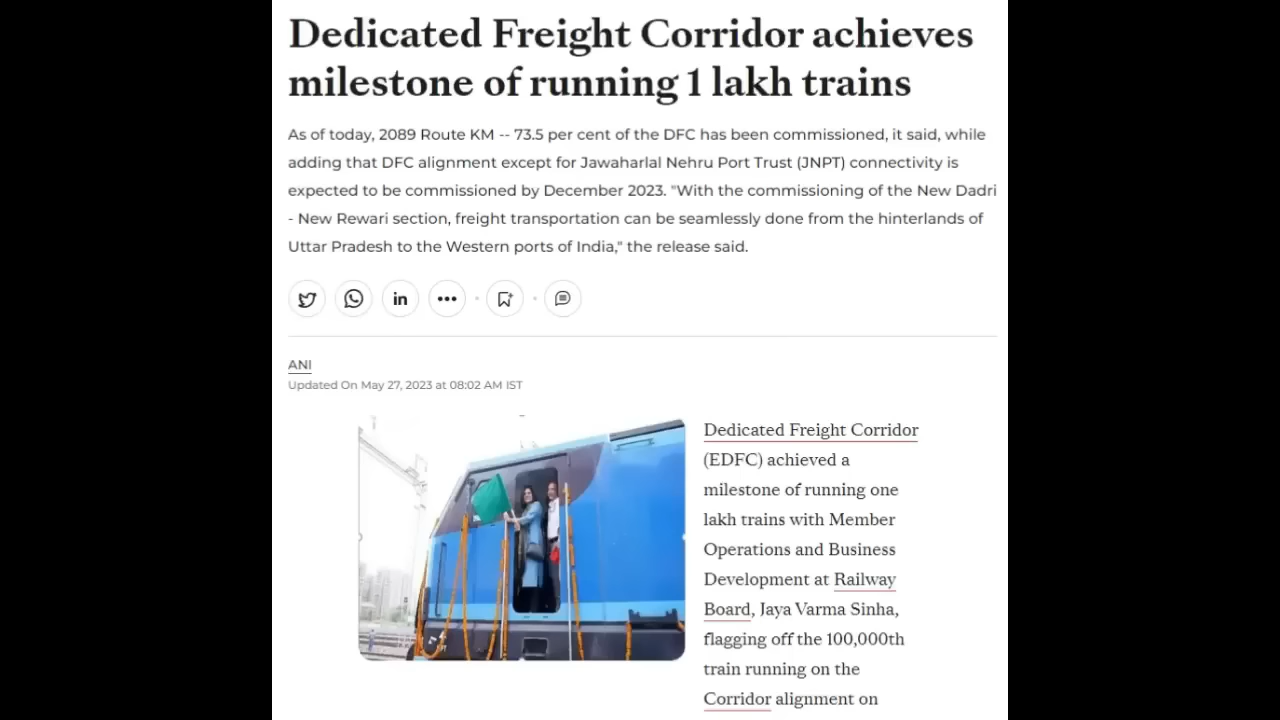 Dedicated Freight Corridor achieves
milestone of running 1 lakh trains
As of today, 2089 Route KM -- 73.5 per cent of the DFC has been commissioned, it said, while
adding that DFC alignment except for Jawaharlal Nehru Port Trust (JNPT) connectivity is
expected to be commissioned by December 2023. "With the commissioning of the New Dadri
- New Rewari section, freight transportation can be seamlessly done from the hinterlands of
Uttar Pradesh to the Western ports of India," the release said.
in
ANI
Updated On May 27, 2023 at 08:02 AM IST
Dedicated Freight Corridor
(EDFC) achieved a
milestone of running one
lakh trains with Member
Operations and Business
Development at Railway
Board, Jaya Varma Sinha,
flagging off the 100,000th
train running on the
Corridor alignment on